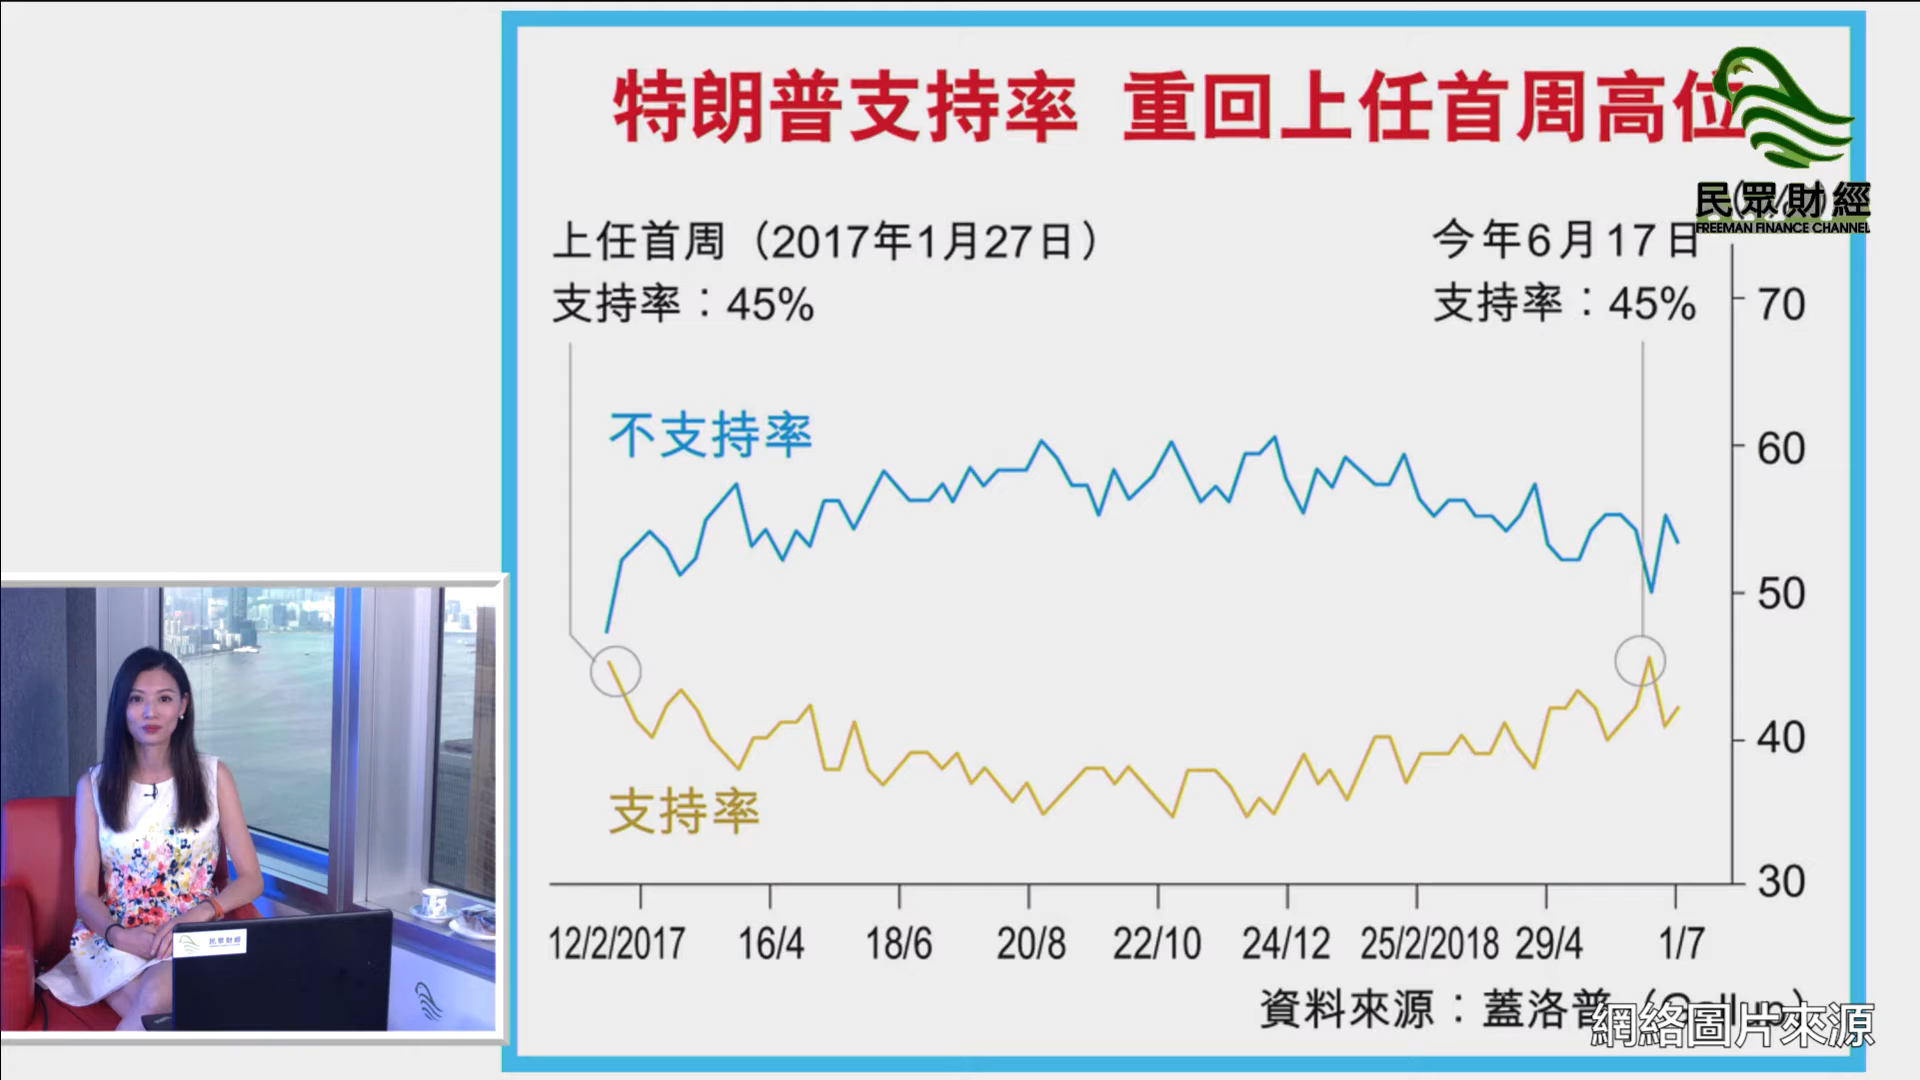 特朗普支持率 重回上任首周高位
民眾財經
FREEMAN FINANCE CHANNEL
上任首周（2017年1月27日）
支持率：45%
今年6月17日
支持率：45%
70
60
50
40
30
不支持率
支持率
12/2/2017 16/4 18/6 20/8 22/10 24/12 25/2/2018 29/4 1/7
資料來源：蓋洛普（Gallup）
網絡圖片來源
民眾財經